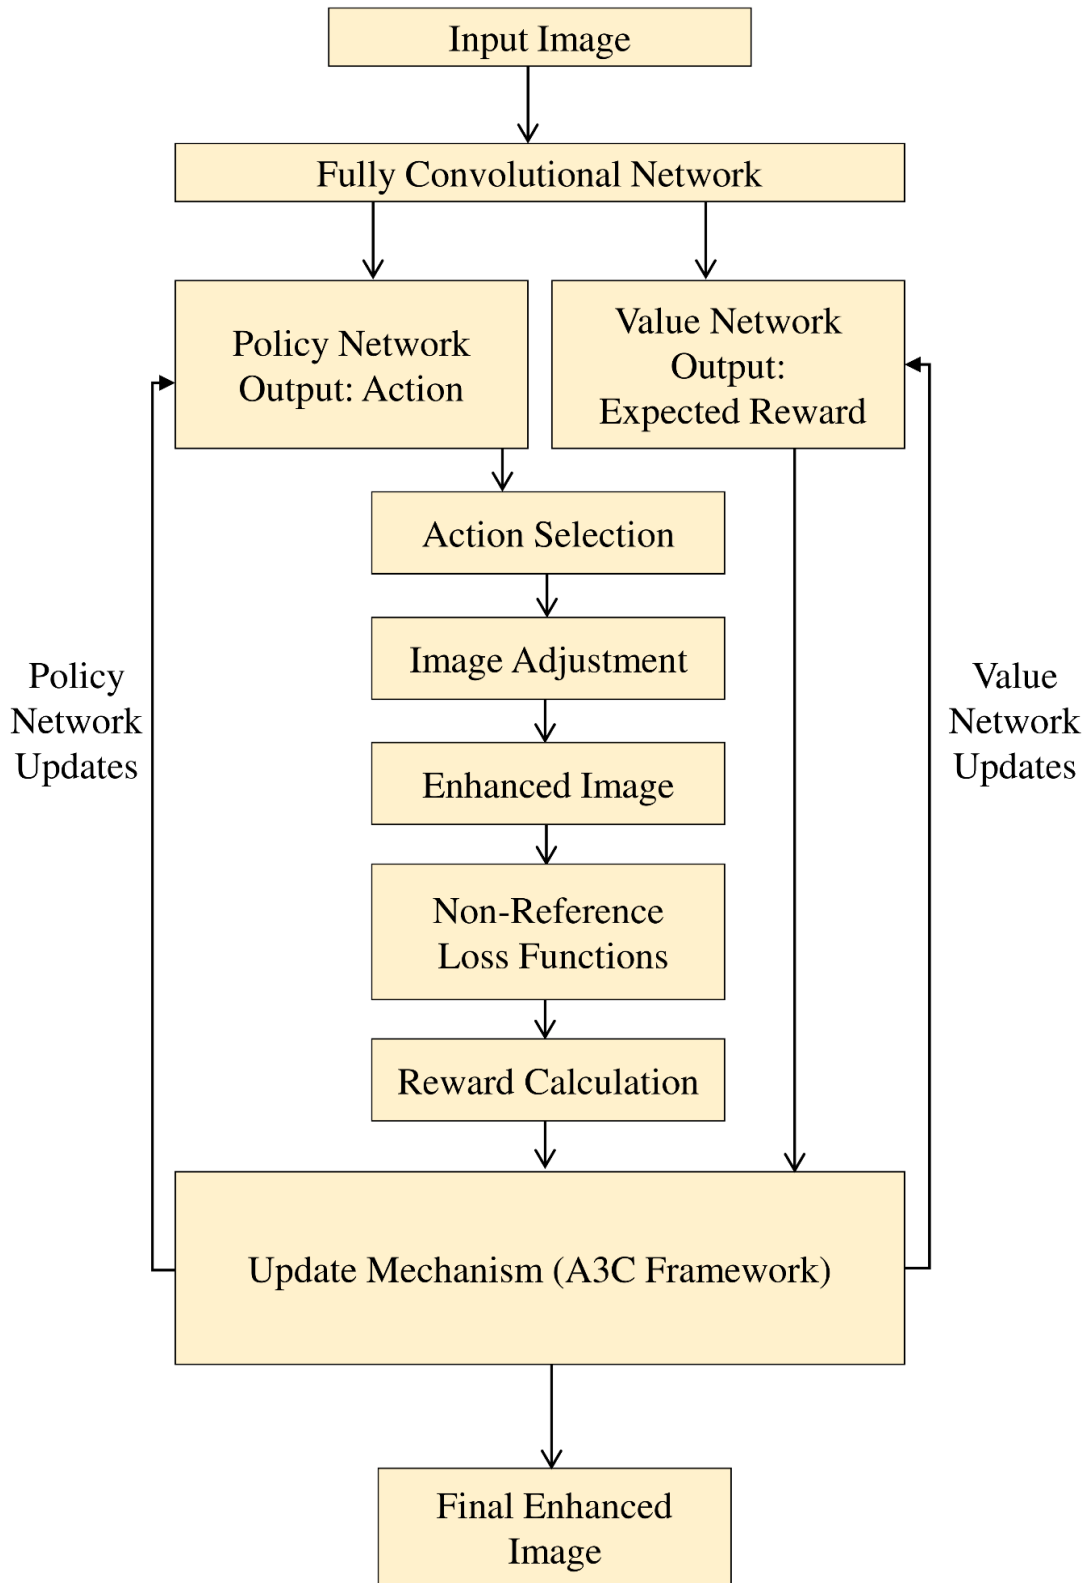 Input Image
Fully Convolutional Network
Policy Network
Output: Action
Value Network
Output:
Expected Reward
Action Selection
Image Adjustment
Policy
Network
Updates
Value
Network
Updates
Enhanced Image
Non-Reference
Loss Functions
Reward Calculation
Update Mechanism (A3C Framework)
Final Enhanced
Image